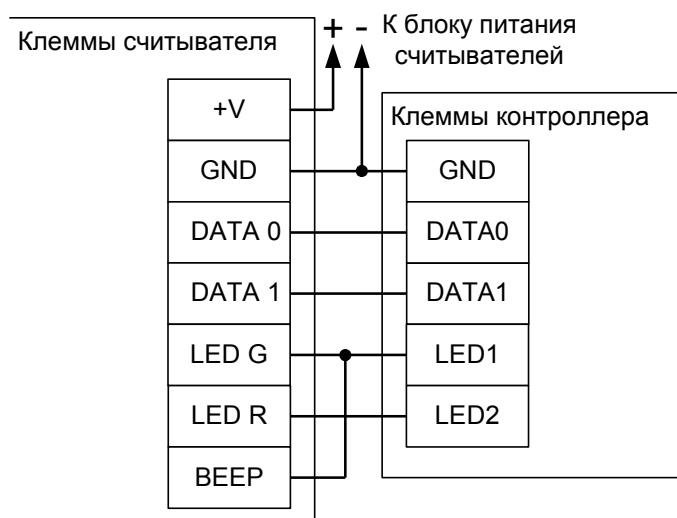 Клеммы считывателя
+ - К блоку питания
считывателей
Клеммы контроллера
+V
GND
DATA 0
DATA 1
LED G
LED R
BEEP
GND
DATA0
DATA1
LED1
LED2